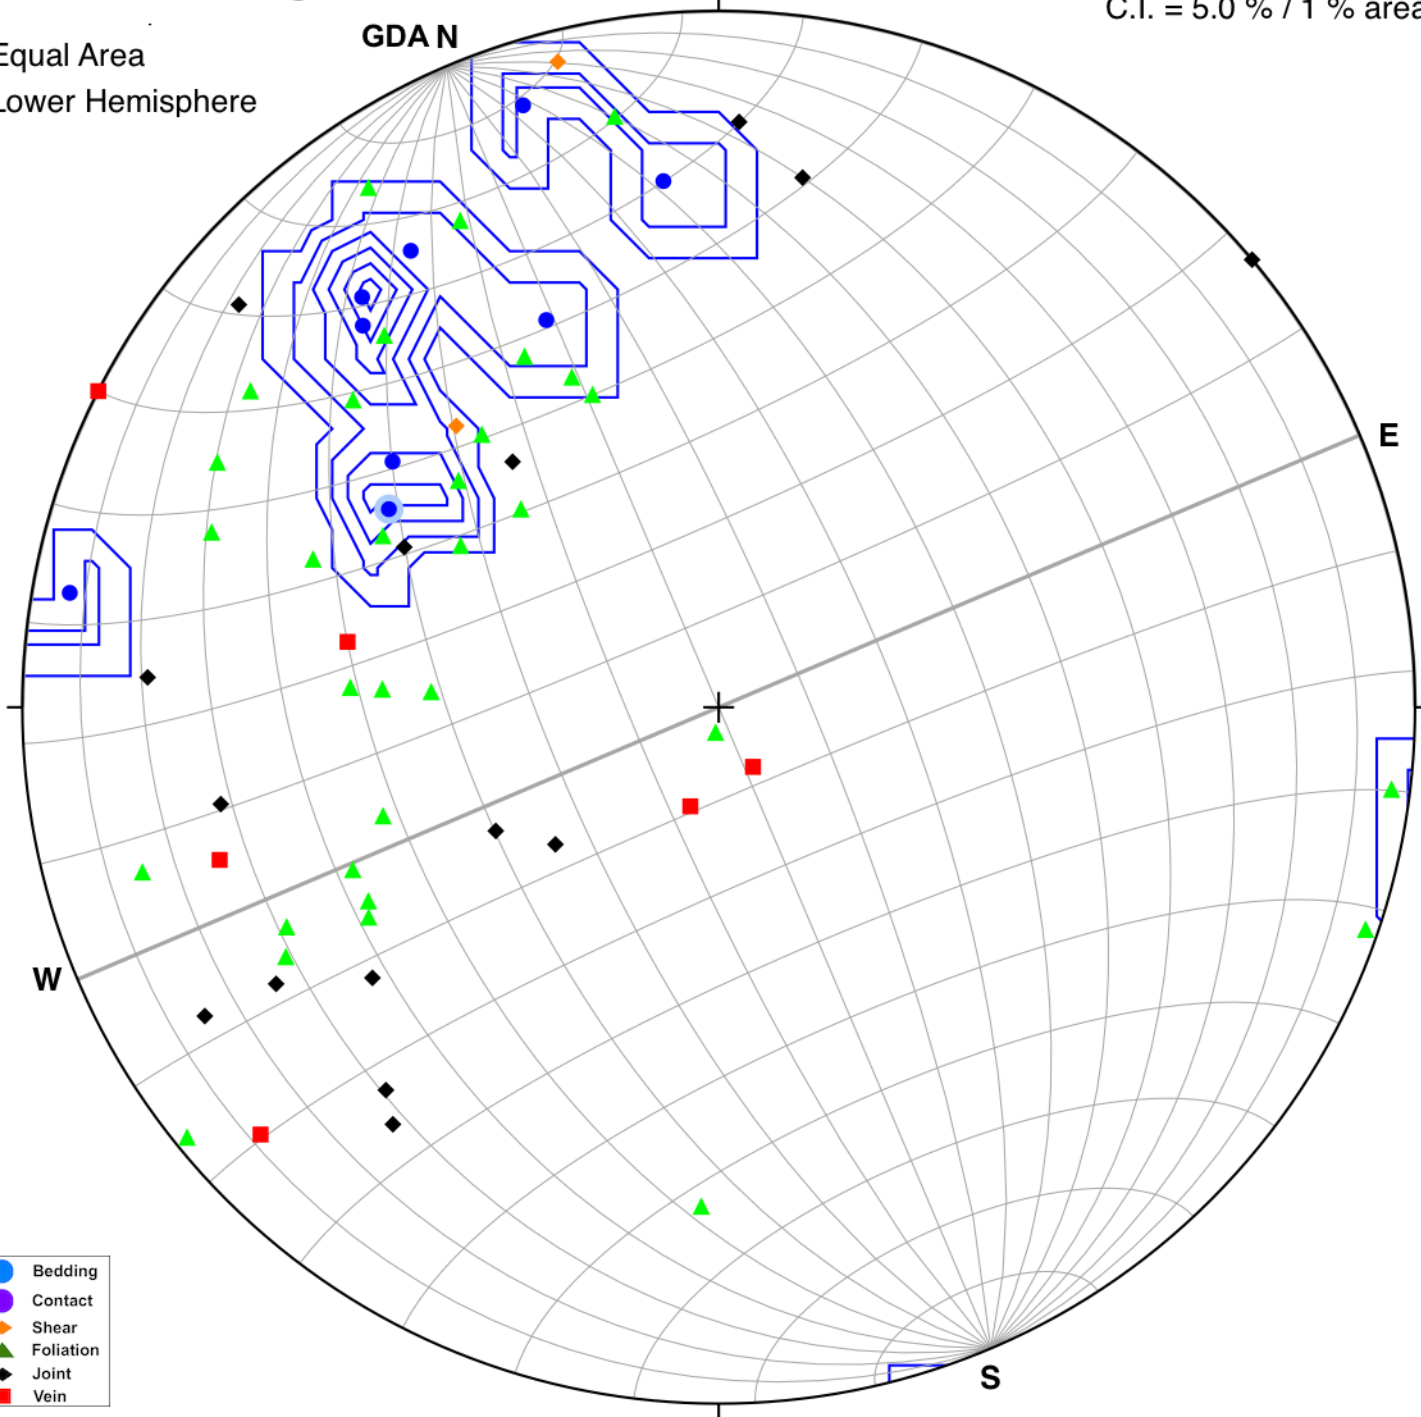 C.I. = 5.0 % / 1 % area
GDA N
Equal Area
Lower Hemisphere
E
W
S
Bedding
Contact
Shear
Foliation
Joint
Vein